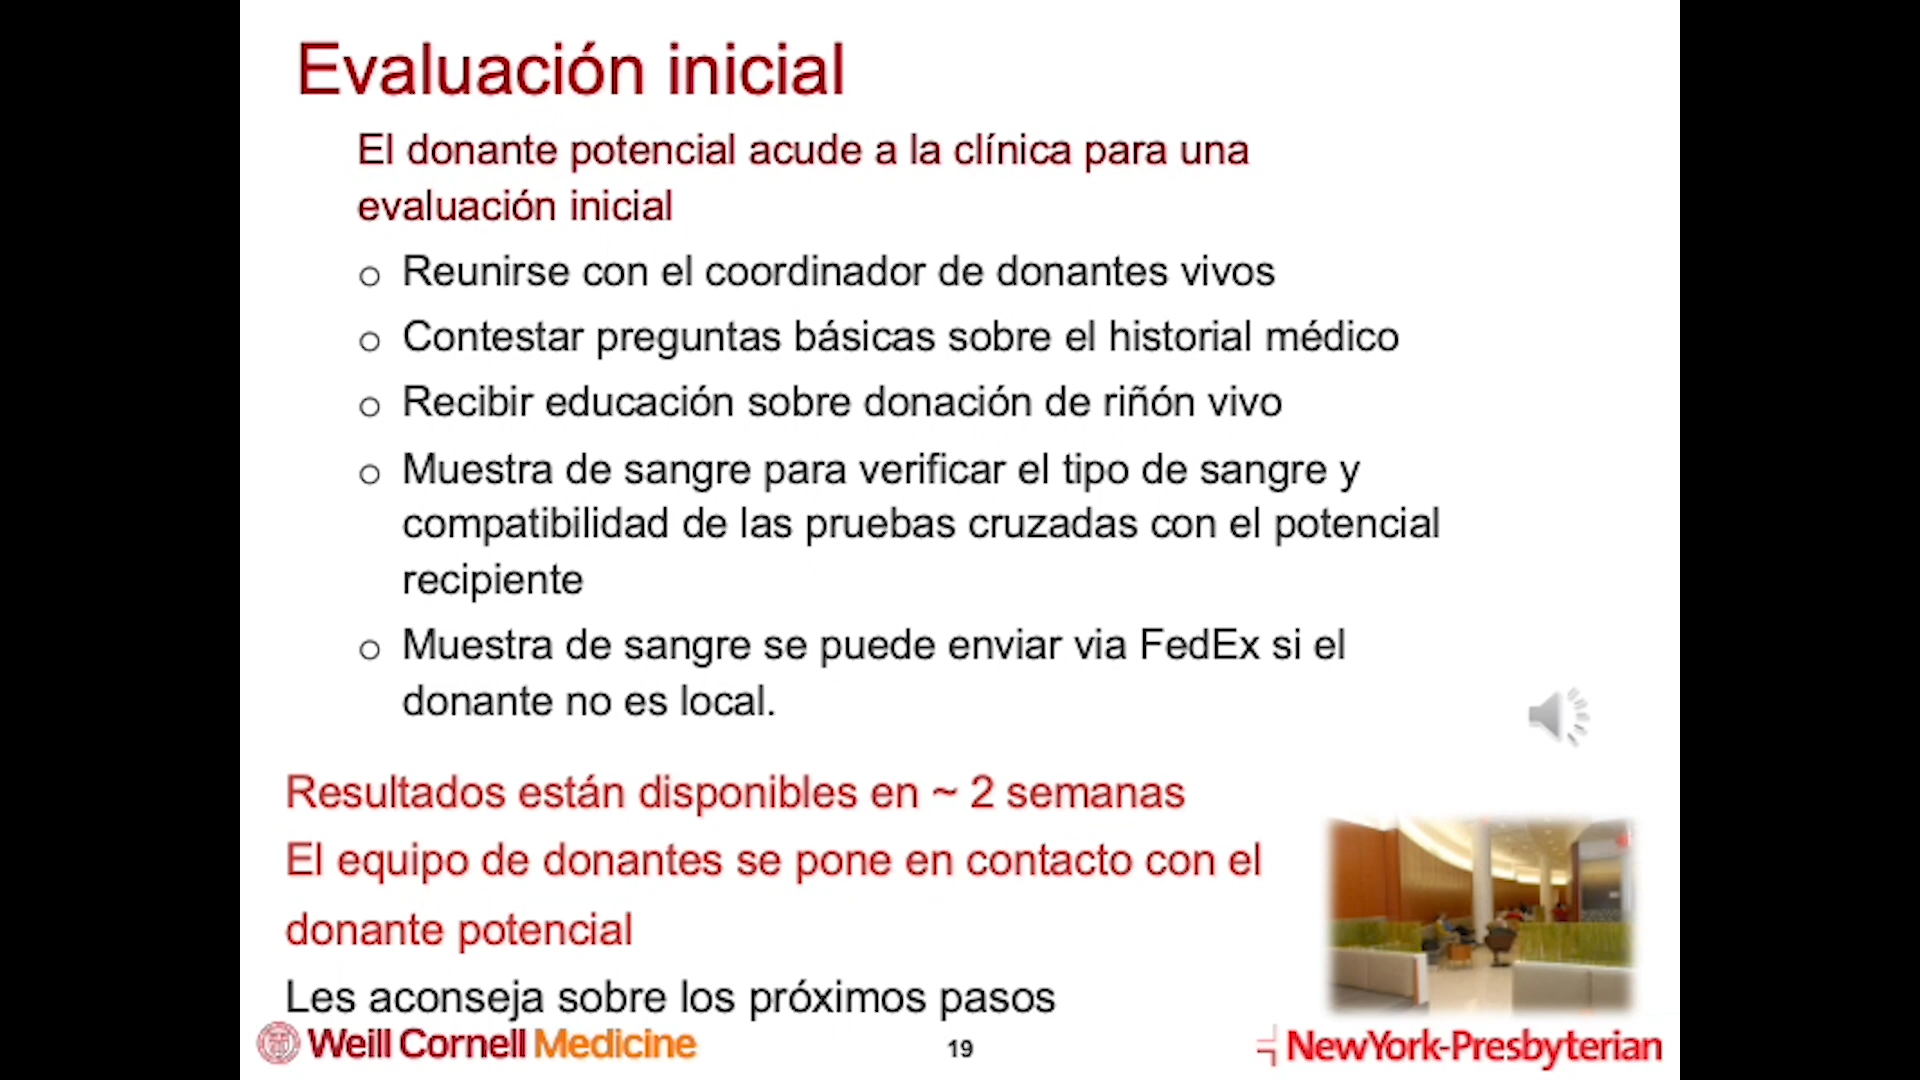 Evaluación inicial
El donante potencial acude a la clínica para una
evaluación inicial
o Reunirse con el coordinador de donantes vivos
o Contestar preguntas básicas sobre el historial médico
o Recibir educación sobre donación de riñón vivo
o Muestra de sangre para verificar el tipo de sangre y
compatibilidad de las pruebas cruzadas con el potencial
recipiente
o Muestra de sangre se puede enviar via FedEx si el
donante no es local.
Resultados están disponibles en ~ 2 semanas
El equipo de donantes se pone en contacto con el
donante potencial
Les aconseja sobre los próximos pasos
Weill Cornell Medicine
19
NewYork-Presbyterian